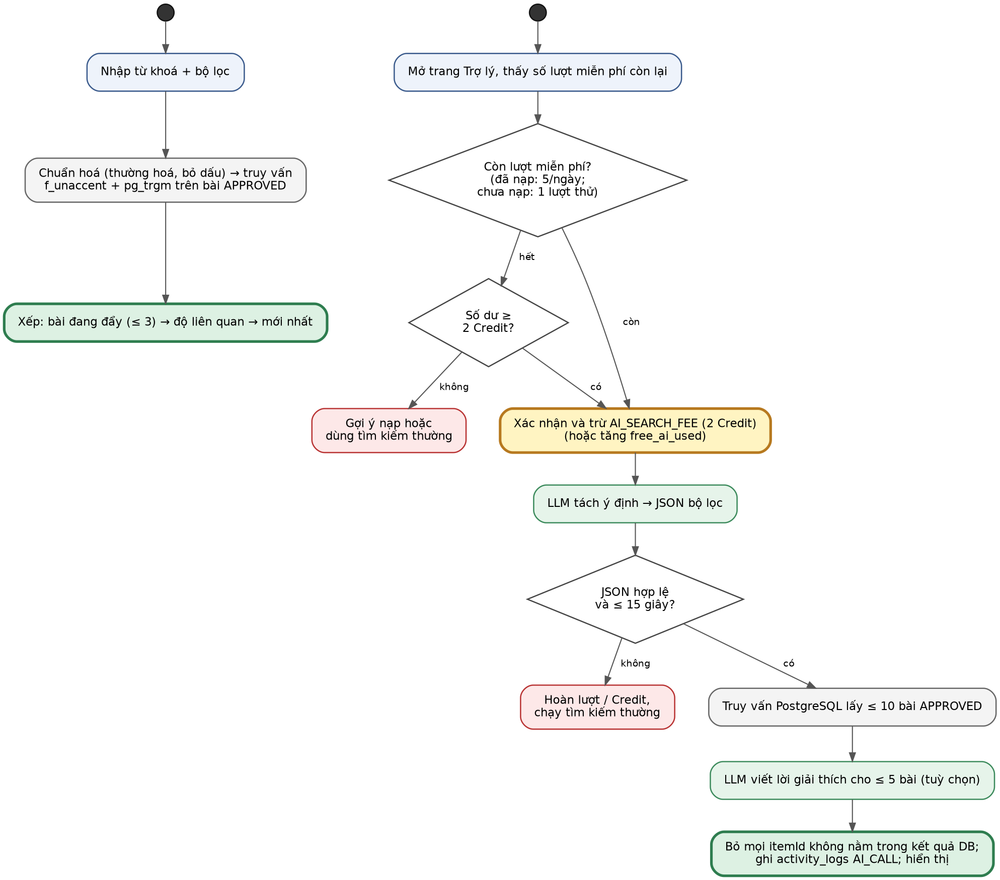 Nhập từ khoá + bộ lọc
Chuẩn hoá (thường hoá, bỏ dấu) → truy vấn
f_unaccent + pg_trgm trên bài APPROVED
Xếp: bài đang đẩy (≤ 3) → độ liên quan → mới nhất
Mở trang Trợ lý, thấy số lượt miễn phí còn lại
Còn lượt miễn phí?
(đã nạp: 5/ngày;
chưa nạp: 1 lượt thử)
hết
còn
Số dư ≥
2 Credit?
không
có
Gợi ý nạp hoặc
dùng tìm kiếm thường
Xác nhận và trừ AI_SEARCH_FEE (2 Credit)
(hoặc tăng free_ai_used)
LLM tách ý định → JSON bộ lọc
JSON hợp lệ
và ≤ 15 giây?
không
có
Hoàn lượt / Credit,
chạy tìm kiếm thường
Truy vấn PostgreSQL lấy ≤ 10 bài APPROVED
LLM viết lời giải thích cho ≤ 5 bài (tuỳ chọn)
Bỏ mọi itemId không nằm trong kết quả DB;
ghi activity_logs AI_CALL; hiển thị